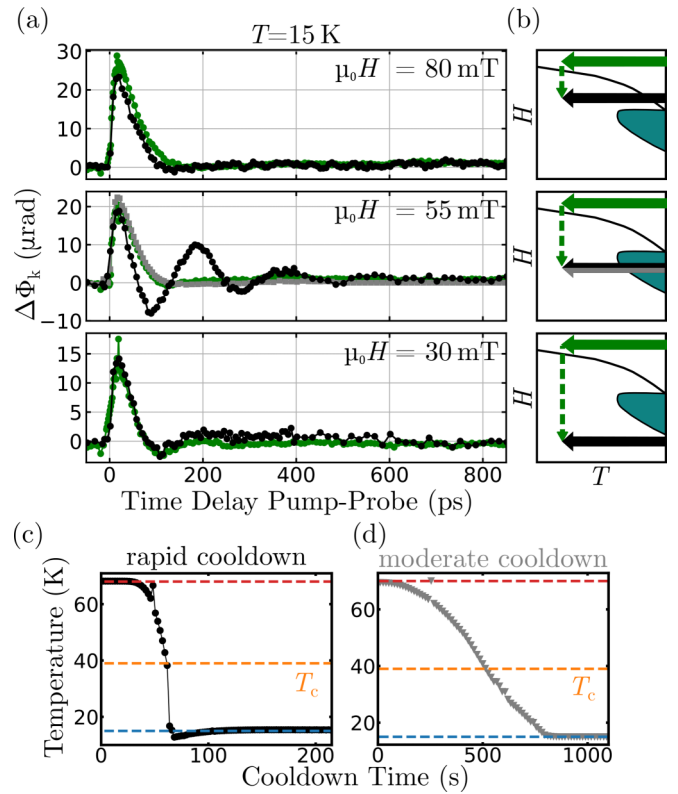 (a)
T=15 K
(b)
30
20
10
0
μ₀H = 80 mT
H
20
10
0
−10
μ₀H = 55 mT
ΔΦₖ (μrad)
H
15
10
5
0
μ₀H = 30 mT
H
0 200 400 600 800
Time Delay Pump-Probe (ps)
T
(c)
rapid cooldown
(d)
moderate cooldown
Temperature (K)
60
40
20
T_c
60
40
20
T_c
0 100 200
0 500 1000
Cooldown Time (s)